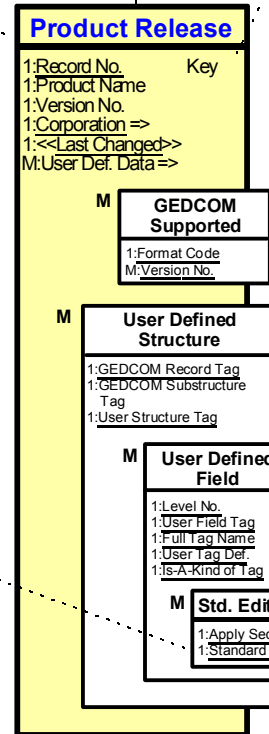 Product Release
1:Record No. Key
1:Product Name
1:Version No.
1:Corporation =>
1:<<Last Changed>>
M:User Def. Data=>
M
GEDCOM
Supported
1:Format Code
M:Version No.
M
User Defined
Structure
1:GEDCOM Record Tag
1:GEDCOM Substructure
Tag
1:User Structure Tag
M
User Defined
Field
1:Level No.
1:User Field Tag
1:Full Tag Name
1:User Tag Def.
1:Is-A-Kind of Tag
M
Std. Edit
1:Apply Sec
1:Standard